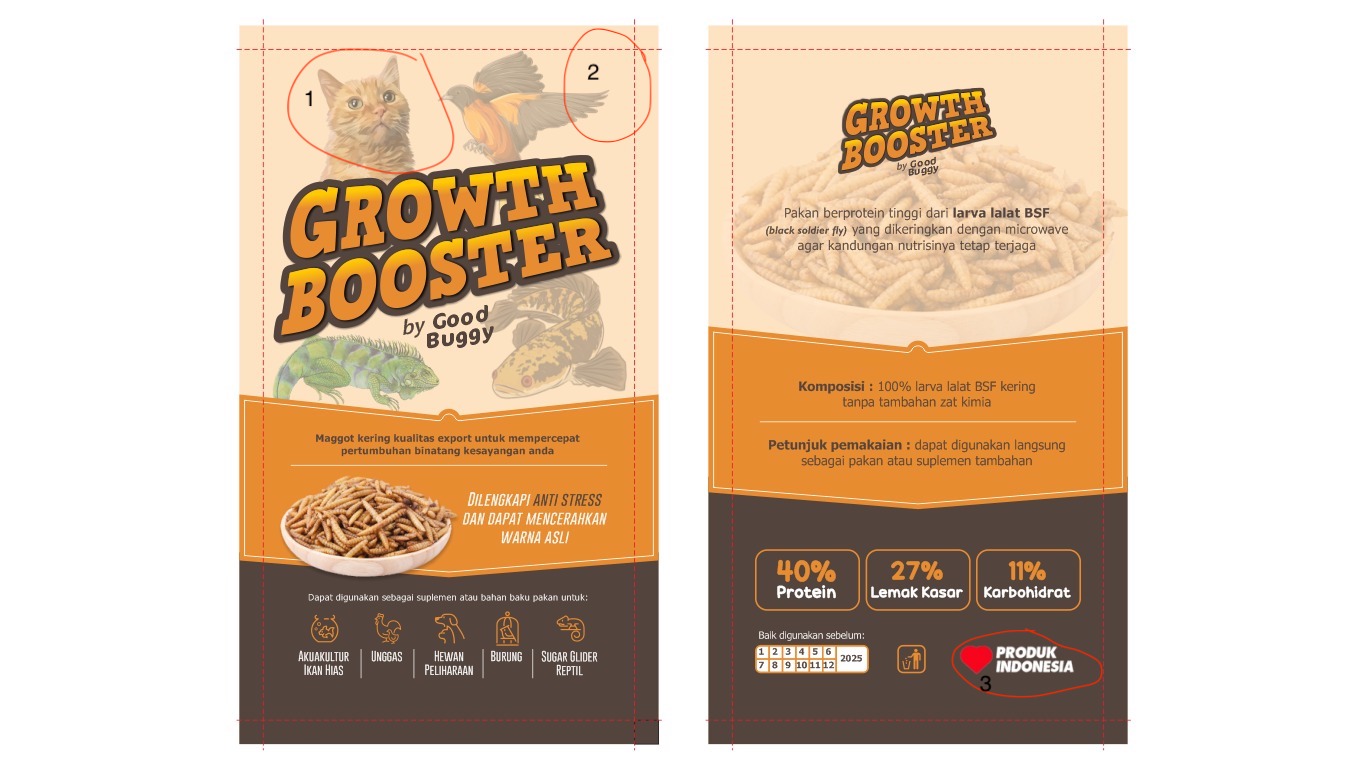 1
2
GROWTH
BOOSTER
by Good
Buggy
Maggot kering kualitas export untuk mempercepat
pertumbuhan binatang kesayangan anda
DILENGKAPI ANTI STRESS
DAN DAPAT MENCERAHKAN
WARNA ASLI
Dapat digunakan sebagai suplemen atau bahan baku pakan untuk:
AKUAKULTUR
IKAN HIAS
UNGGAS
HEWAN
PELIHARAAN
BURUNG
SUGAR GLIDER
REPTIL
GROWTH
BOOSTER
by Good
Buggy
Pakan berprotein tinggi dari larva lalat BSF
(black soldier fly) yang dikeringkan dengan microwave
agar kandungan nutrisinya tetap terjaga
Komposisi : 100% larva lalat BSF kering
tanpa tambahan zat kimia
Petunjuk pemakaian : dapat digunakan langsung
sebagai pakan atau suplemen tambahan
40%
Protein
27%
Lemak Kasar
11%
Karbohidrat
Baik digunakan sebelum:
1 2 3 4 5 6
7 8 9 10 11 12
2025
PRODUK
INDONESIA
3